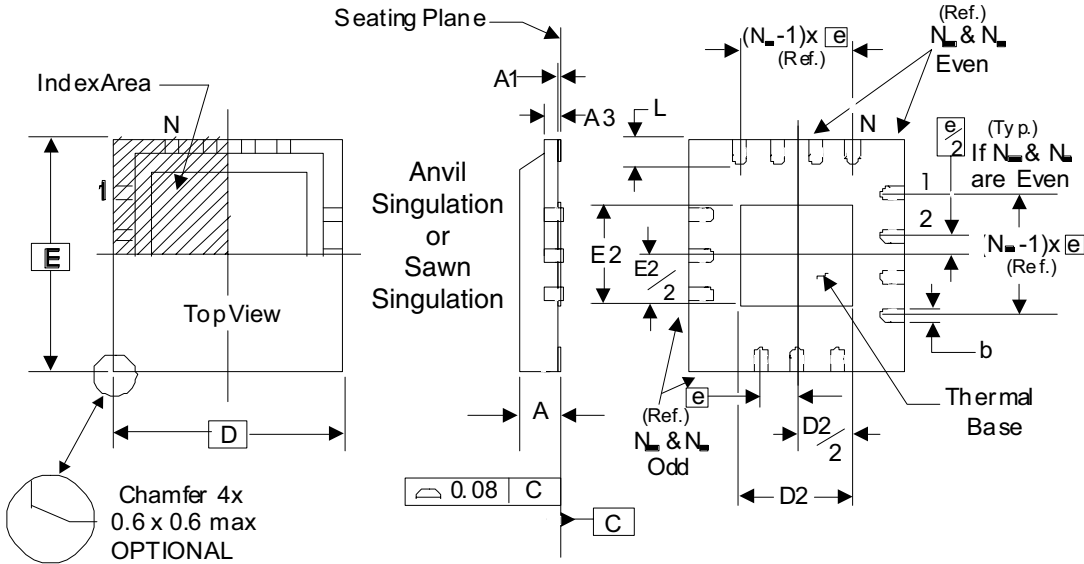 Seating Plane
Index Area
N
1
E
Top View
D
Chamfer 4x
0.6 x 0.6 max
OPTIONAL
A1
A3
L
Anvil
Singulation
or
Sawn
Singulation
A
0.08 C
C
(N -1)x e
(Ref.)
(Ref.)
N & N
Even
N
e
2
(Typ.)
If N & N
are Even
1
2
(N -1)x e
(Ref.)
E2
E2
2
b
Thermal
Base
e
(Ref.)
N & N
Odd
D2
2
D2